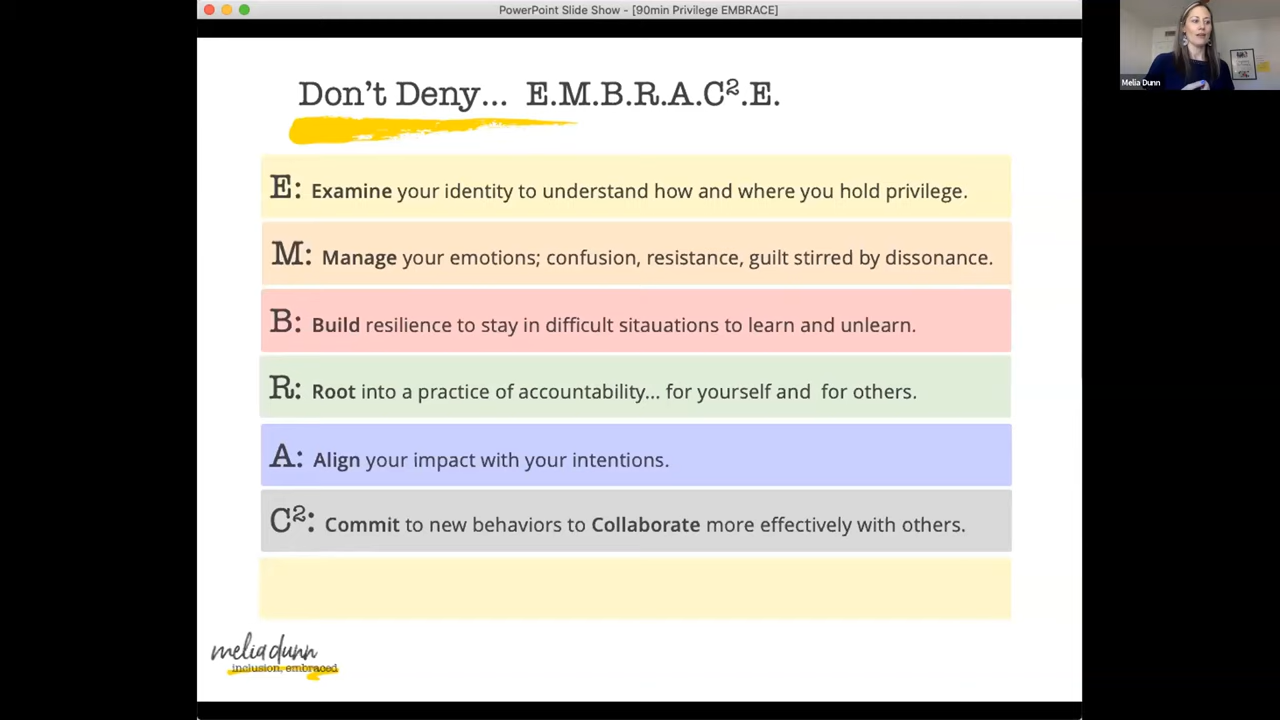 PowerPoint Slide Show - [90min Privilege EMBRACE]
Melia Dunn
Don't Deny... E.M.B.R.A.C².E.
E: Examine your identity to understand how and where you hold privilege.
M: Manage your emotions; confusion, resistance, guilt stirred by dissonance.
B: Build resilience to stay in difficult sitauations to learn and unlearn.
R: Root into a practice of accountability... for yourself and for others.
A: Align your impact with your intentions.
C²: Commit to new behaviors to Collaborate more effectively with others.
melia dunn
inclusion, embraced